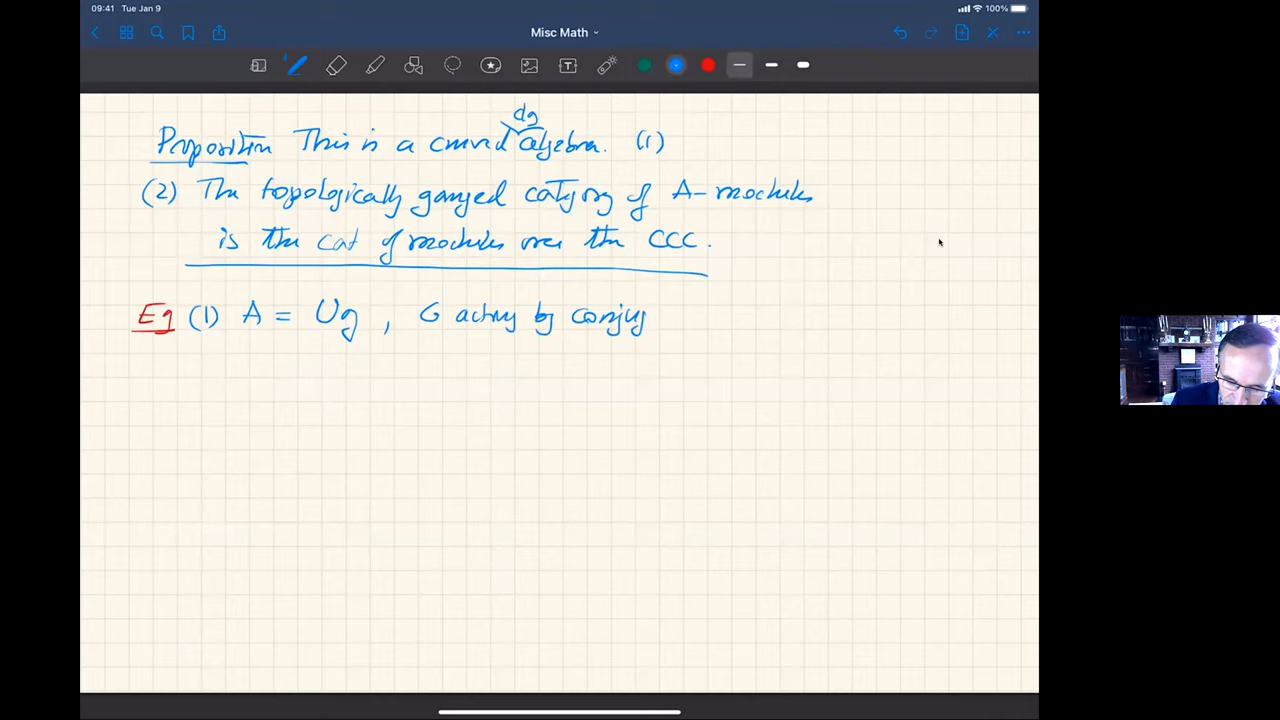 09:41 Tue Jan 9
100%
Misc Math
dg
Proposition This is a curved algebra. (1)
(2) The topologically gauged category of A-modules
is the cat of modules over the CCC.
Eg (1) A = Ug, G acting by conjug